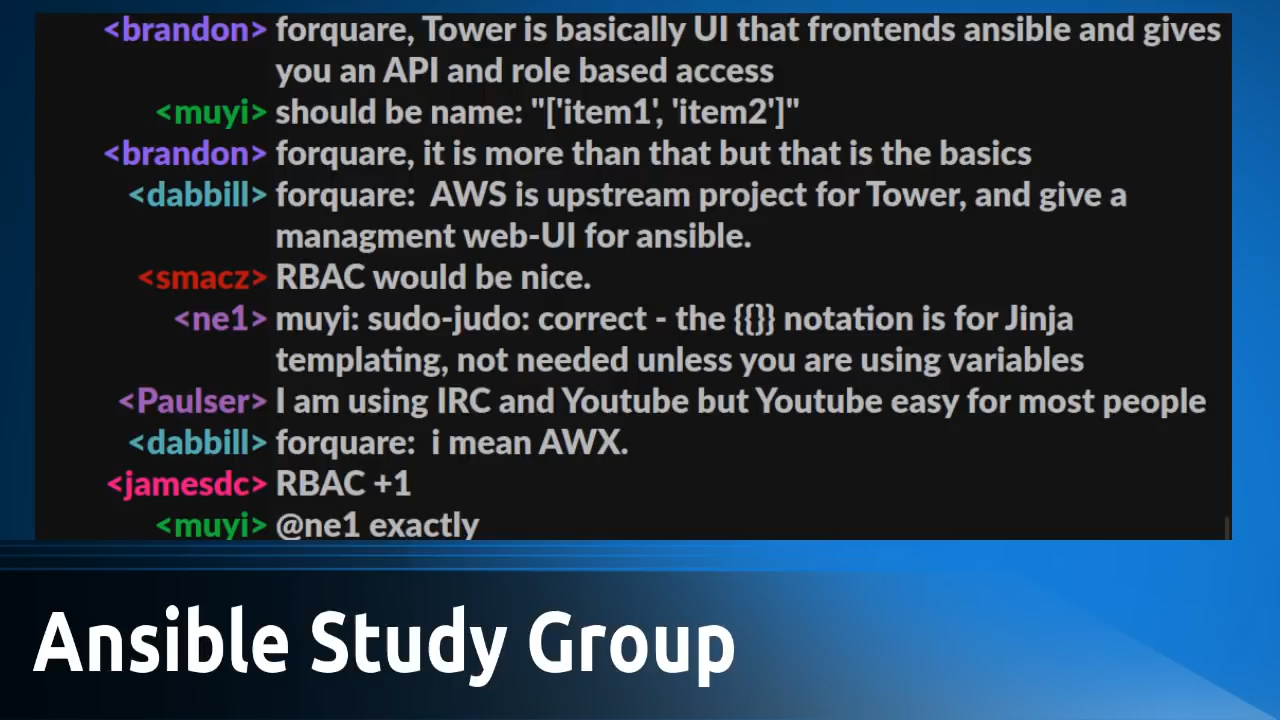 <brandon> forquare, Tower is basically UI that frontends ansible and gives
you an API and role based access
<muyi> should be name: "['item1', 'item2']"
<brandon> forquare, it is more than that but that is the basics
<dabbill> forquare:  AWS is upstream project for Tower, and give a
managment web-UI for ansible.
<smacz> RBAC would be nice.
<ne1> muyi: sudo-judo: correct - the {{}} notation is for Jinja
templating, not needed unless you are using variables
<Paulser> I am using IRC and Youtube but Youtube easy for most people
<dabbill> forquare:  i mean AWX.
<jamesdc> RBAC +1
<muyi> @ne1 exactly
Ansible Study Group